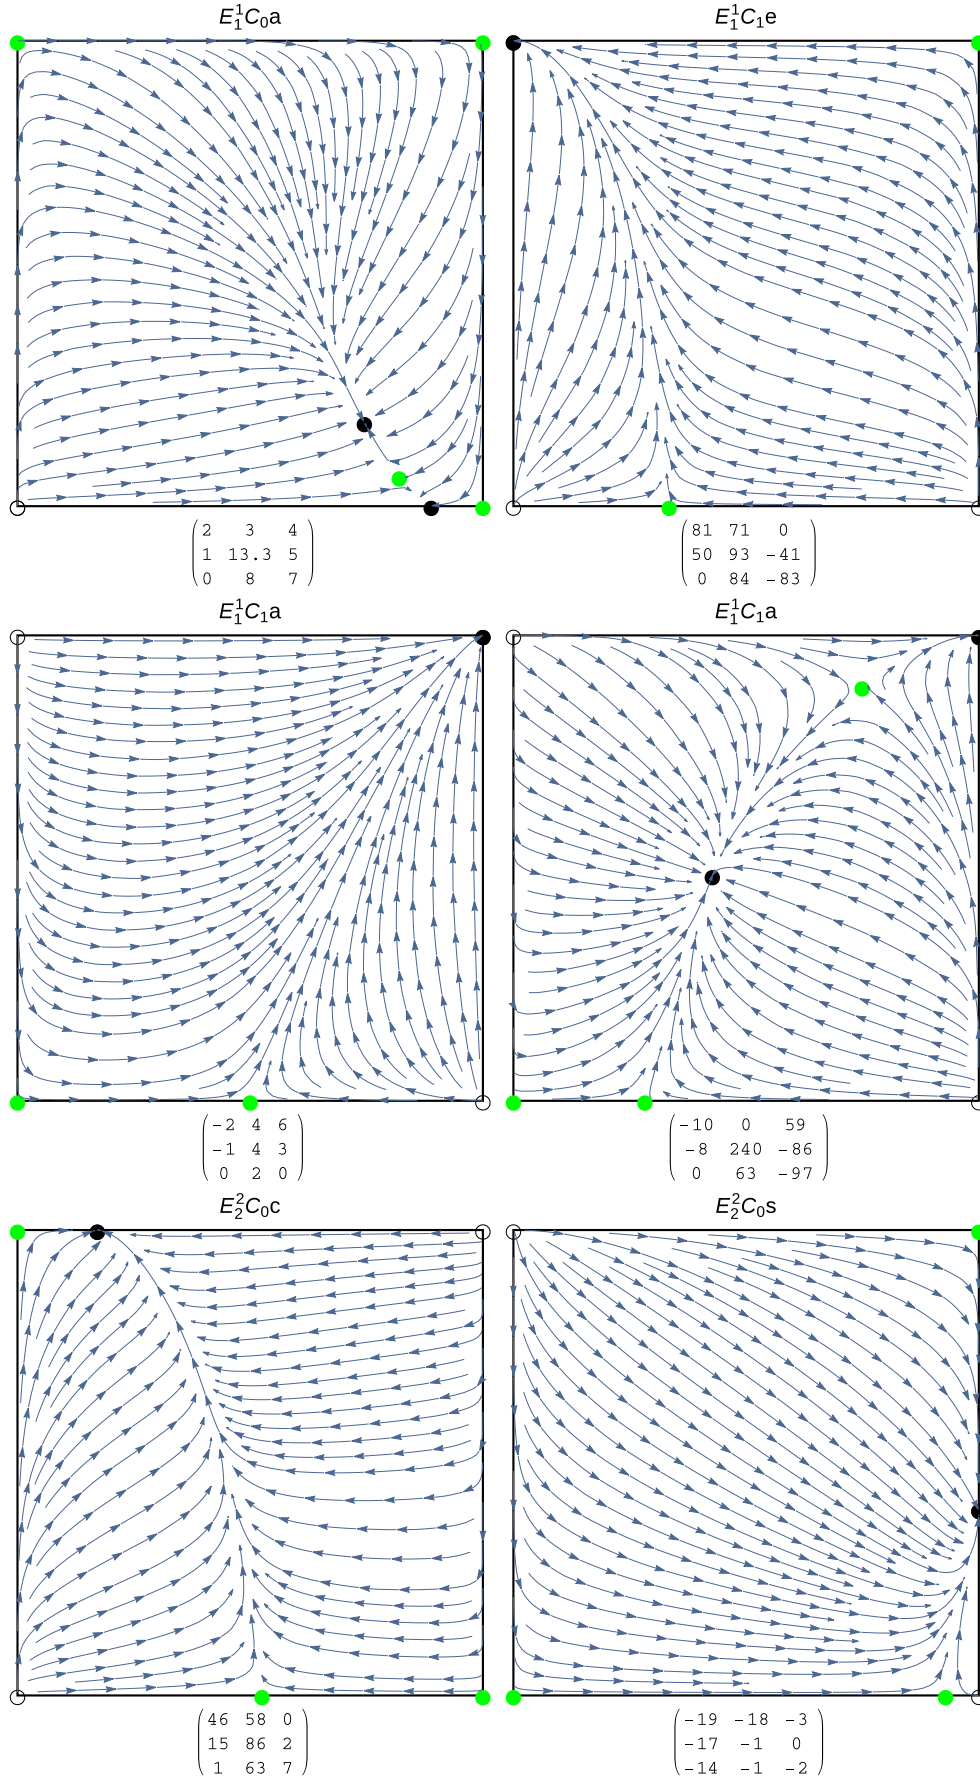 E₁¹C₀a
E₁¹C₁e
2 3 4
1 13.3 5
0 8 7
81 71 0
50 93 -41
0 84 -83
E₁¹C₁a
E₁¹C₁a
-2 4 6
-1 4 3
0 2 0
-10 0 59
-8 240 -86
0 63 -97
E₂²C₀c
E₂²C₀s
46 58 0
15 86 2
1 63 7
-19 -18 -3
-17 -1 0
-14 -1 -2